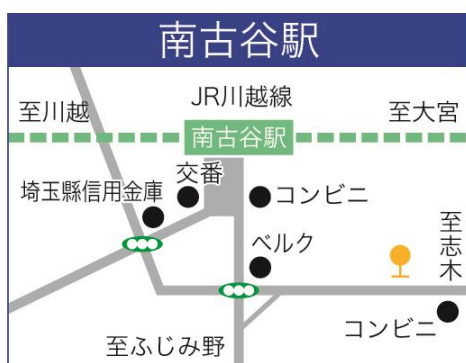 南古谷駅
JR川越線
至川越
至大宮
南古谷駅
交番
埼玉縣信用金庫
コンビニ
ベルク
至志木
コンビニ
至ふじみ野